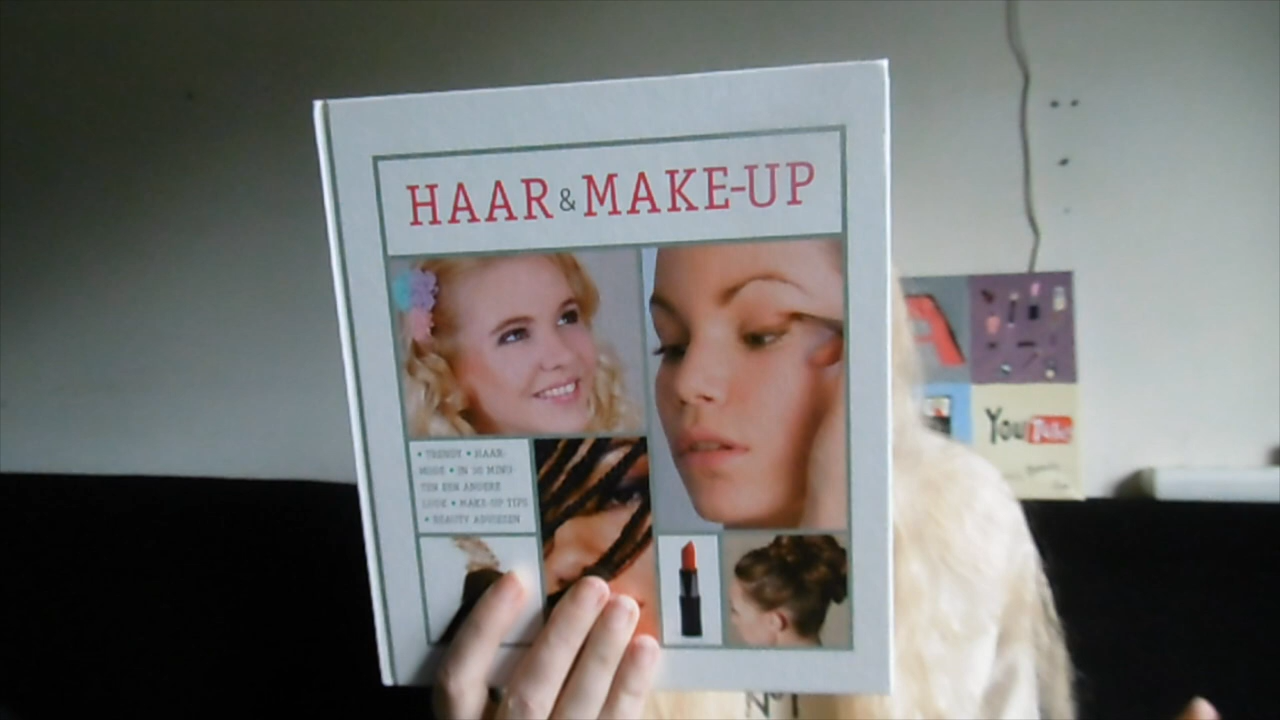 HAAR & MAKE-UP
• TRENDY • HAAR-
MODE • IN 30 MINU-
TEN EEN ANDERE
LOOK • MAKE-UP TIPS
• BEAUTY ADVIEZEN
A
YouTube
N°1